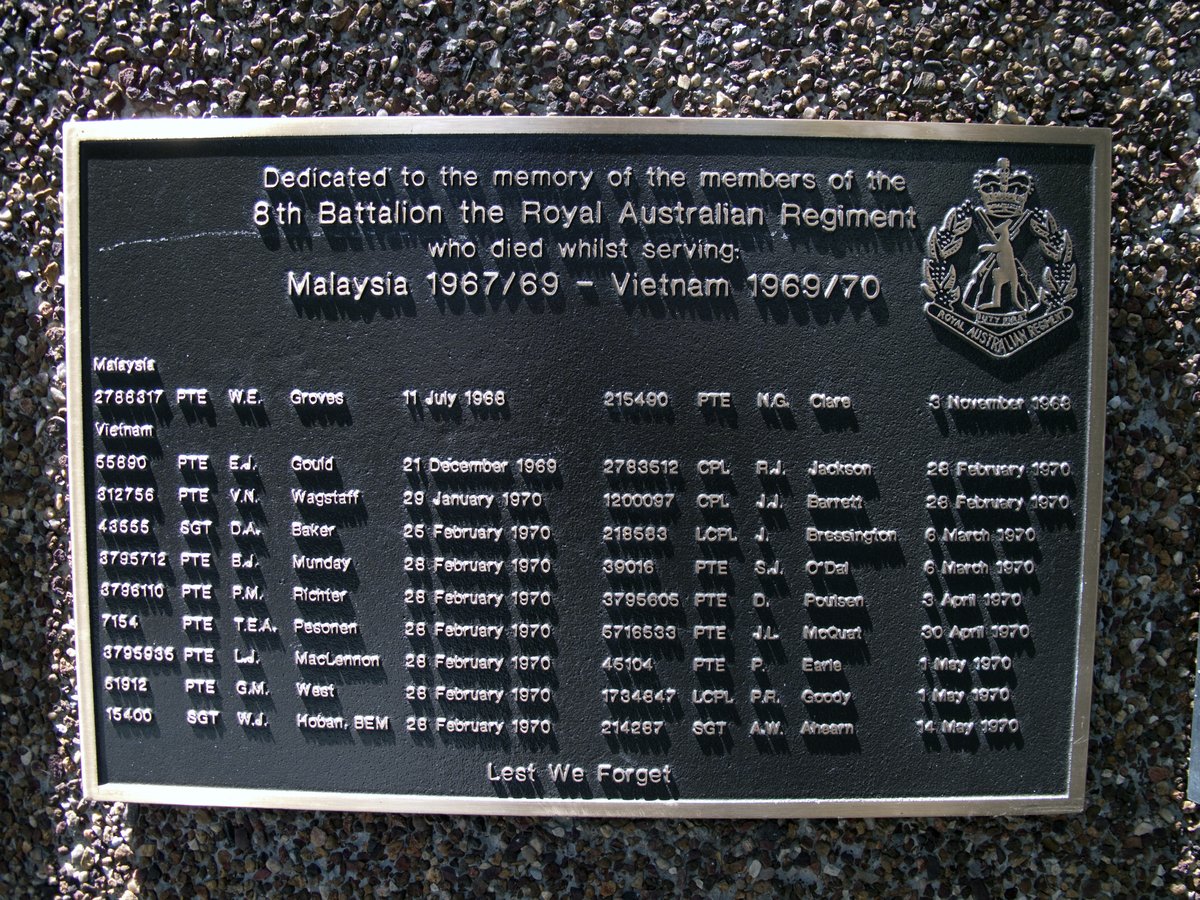 Dedicated to the memory of the members of the
8th Battalion the Royal Australian Regiment
who died whilst serving:
Malaysia 1967/69 - Vietnam 1969/70
DUTY FIRST
ROYAL AUSTRALIAN REGIMENT
Malaysia
2788317 PTE W.E. Groves 11 July 1968 215490 PTE N.G. Clare 3 November 1968
Vietnam
55890 PTE E.J. Gould 21 December 1969 2783512 CPL R.J. Jackson 28 February 1970
312756 PTE V.N. Wagstaff 29 January 1970 1200097 CPL J.J. Barrett 28 February 1970
43555 SGT D.A. Baker 25 February 1970 218583 LCPL J. Bressington 6 March 1970
3795712 PTE B.J. Munday 28 February 1970 39016 PTE S.J. O'Dal 6 March 1970
3796110 PTE P.M. Richter 28 February 1970 3795605 PTE D. Poulsen 3 April 1970
7154 PTE T.E.A. Pesonen 28 February 1970 5716533 PTE J.L. McQuat 30 April 1970
3795935 PTE L.J. MacLennon 28 February 1970 45104 PTE P. Earle 1 May 1970
61912 PTE G.M. West 28 February 1970 1734847 LCPL P.R. Goody 1 May 1970
15400 SGT W.J. Hoban, BEM 28 February 1970 214287 SGT A.W. Ahearn 14 May 1970
Lest We Forget